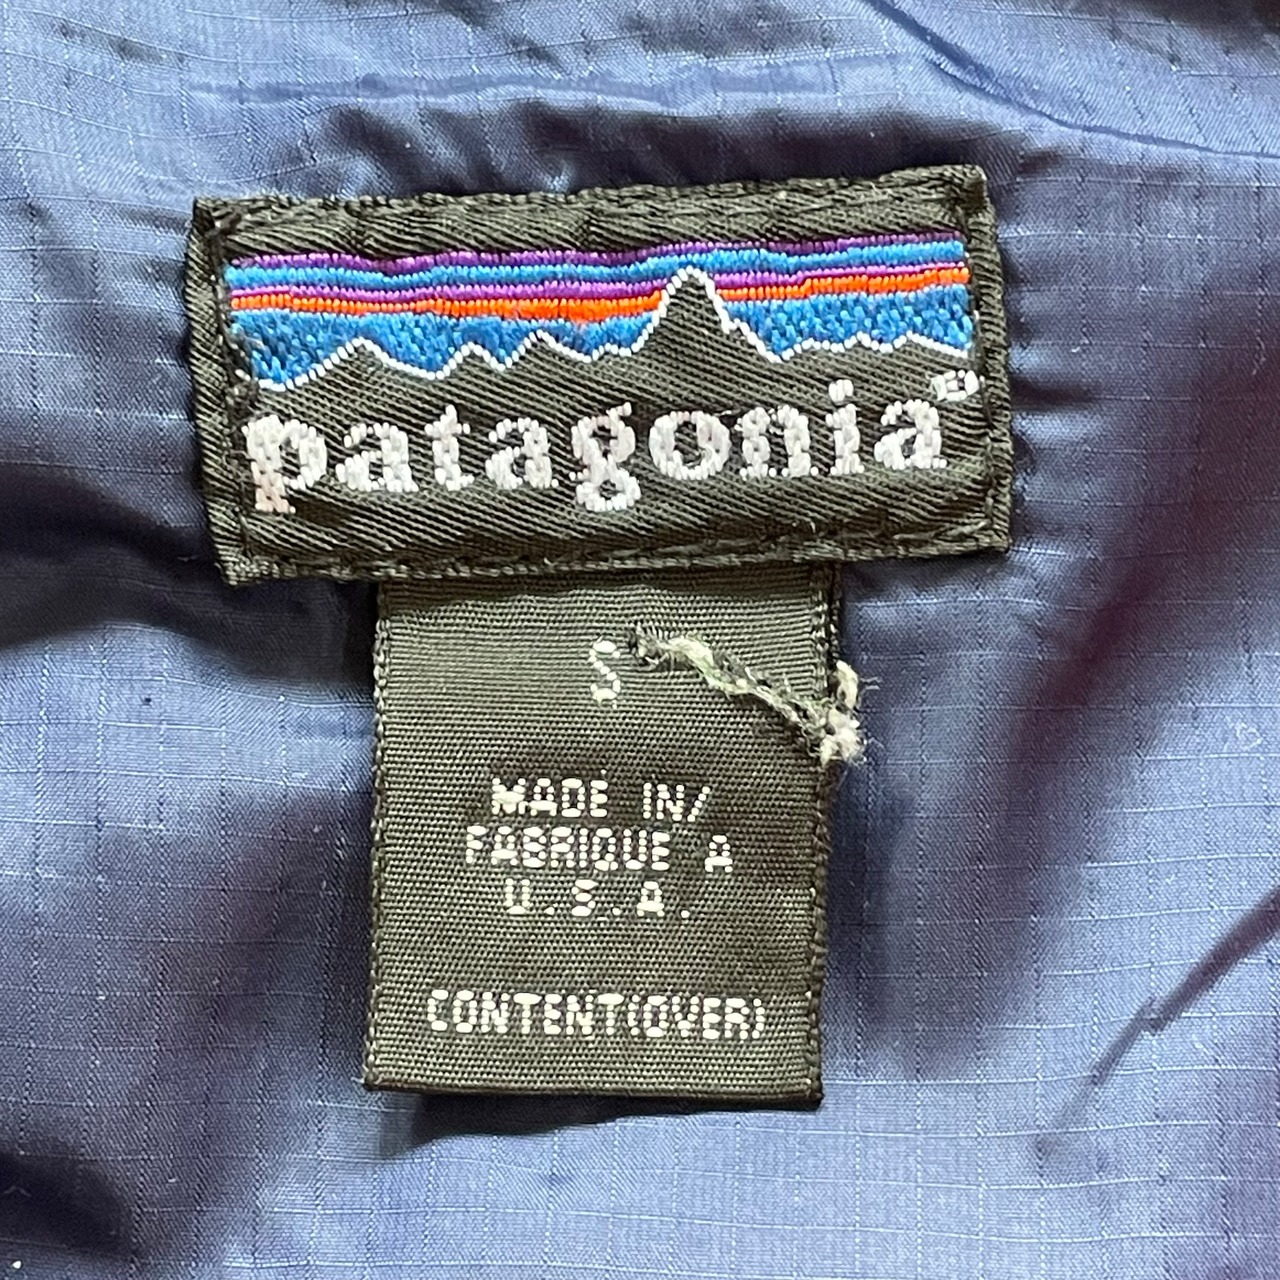 patagonia®
S
MADE IN/
FABRIQUE A
U.S.A.
CONTENT(OVER)